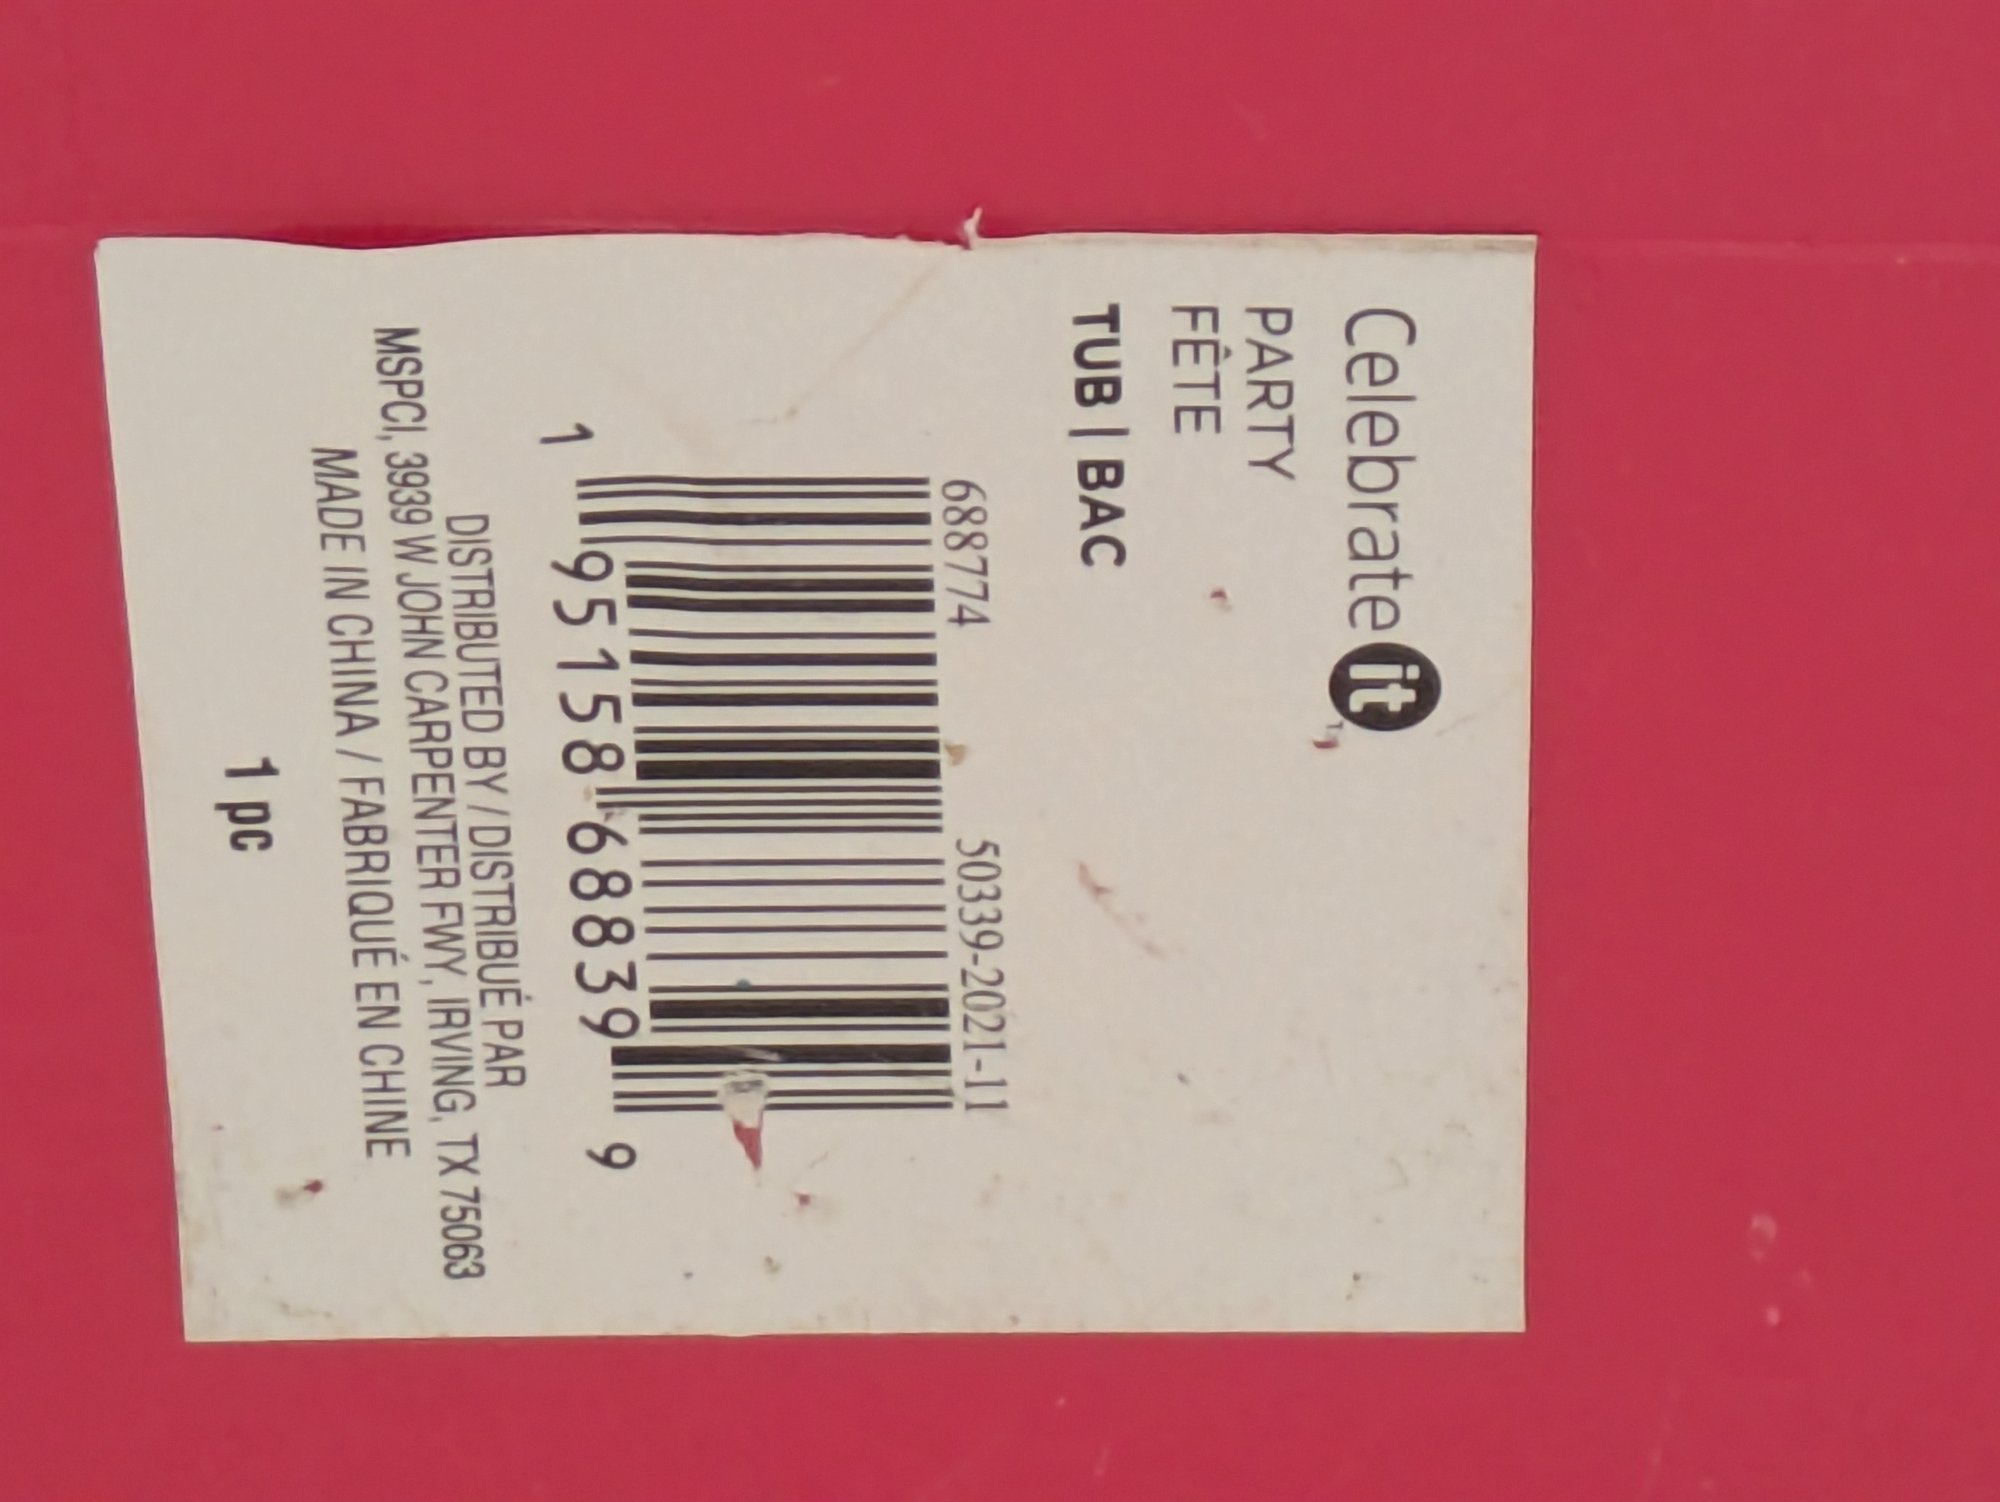 Celebrate it
PARTY
FÊTE
TUB | BAC
688774 50339-2021-11
1 95158 68839 9
DISTRIBUTED BY / DISTRIBUÉ PAR
MSPCI, 3939 W JOHN CARPENTER FWY, IRVING, TX 75063
MADE IN CHINA / FABRIQUÉ EN CHINE
1 pc